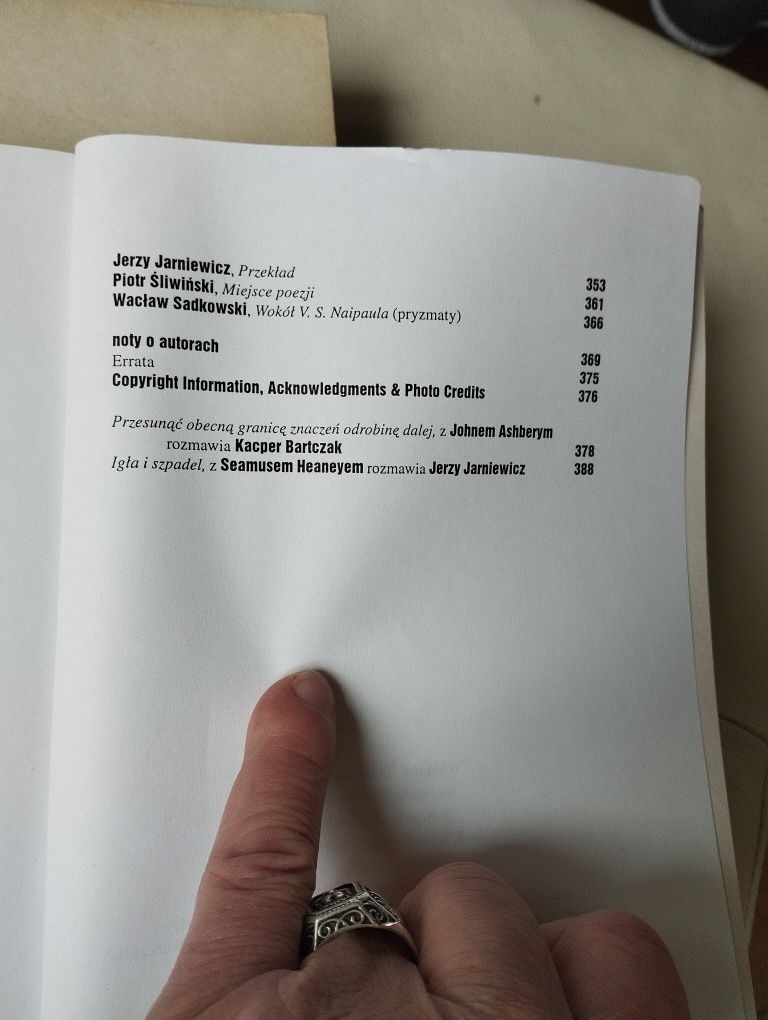 Jerzy Jarniewicz, Przekład 353
Piotr Śliwiński, Miejsce poezji 361
Wacław Sadkowski, Wokół V. S. Naipaula (pryzmaty) 366
noty o autorach 369
Errata 375
Copyright Information, Acknowledgments & Photo Credits 376
Przesunąć obecną granicę znaczeń odrobinę dalej, z Johnem Ashberym
rozmawia Kacper Bartczak 378
Igła i szpadel, z Seamusem Heaneyem rozmawia Jerzy Jarniewicz 388